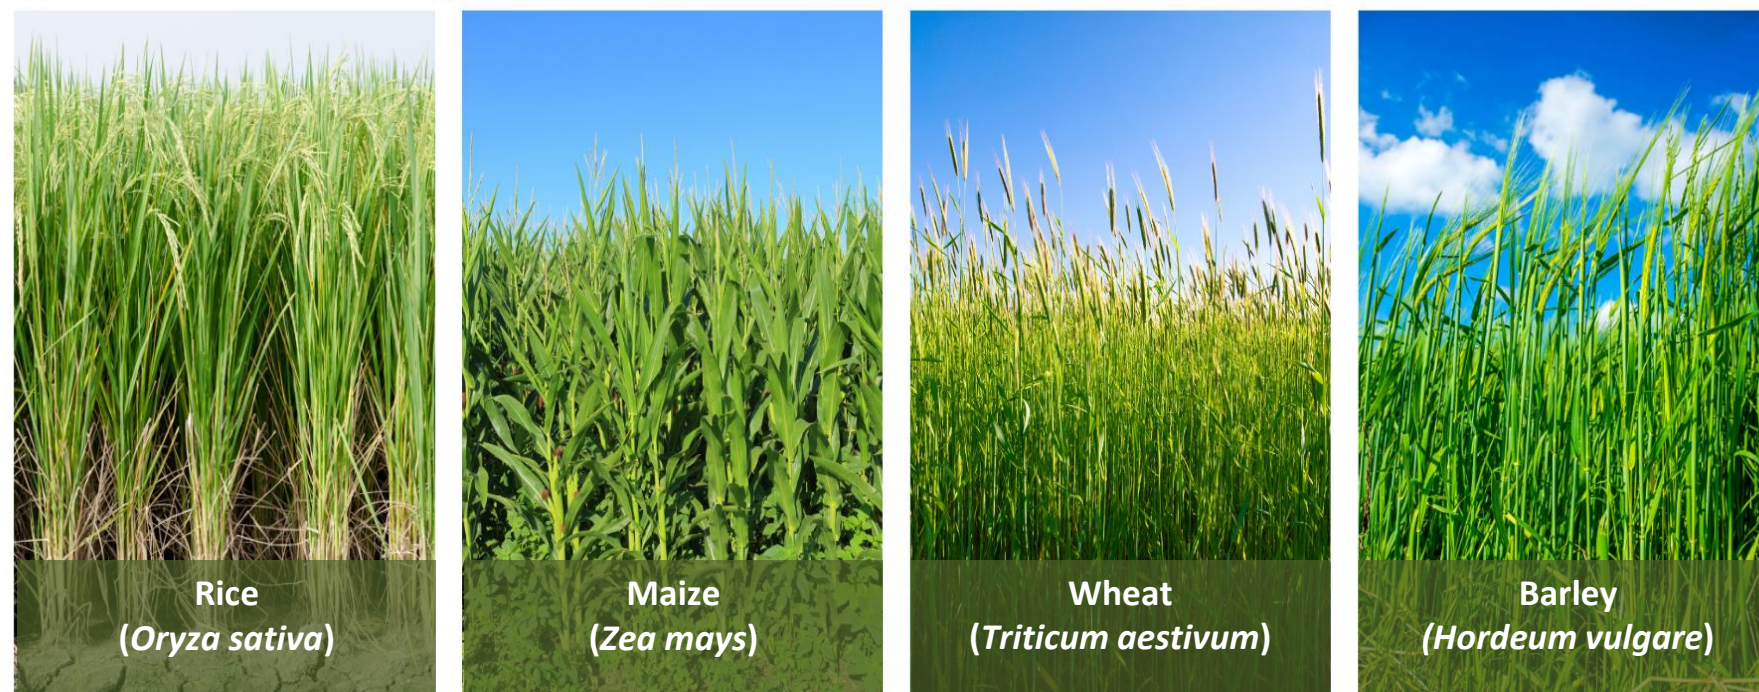 Rice
(Oryza sativa)
Maize
(Zea mays)
Wheat
(Triticum aestivum)
Barley
(Hordeum vulgare)